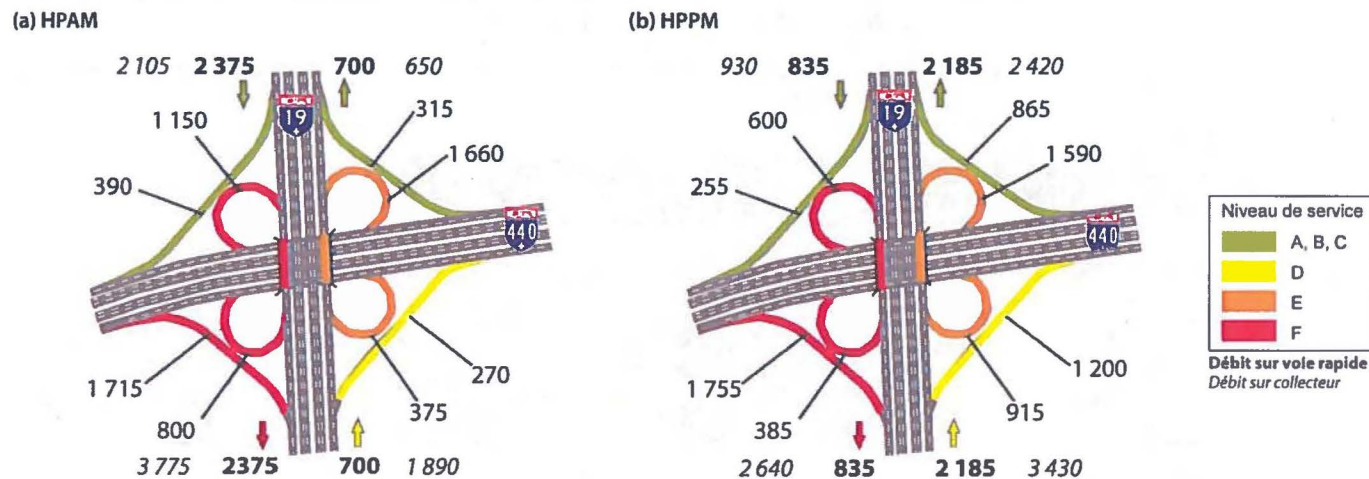 (a) HPAM
2 105 2 375 700 650
19
1 150
315
1 660
390
440
1 715
270
800
375
3 775 2375 700 1 890
(b) HPPM
930 835 2 185 2 420
19
600
865
1 590
255
440
1 755
1 200
385
915
2 640 835 2 185 3 430
Niveau de service
A, B, C
D
E
F
Débit sur voie rapide
Débit sur collecteur